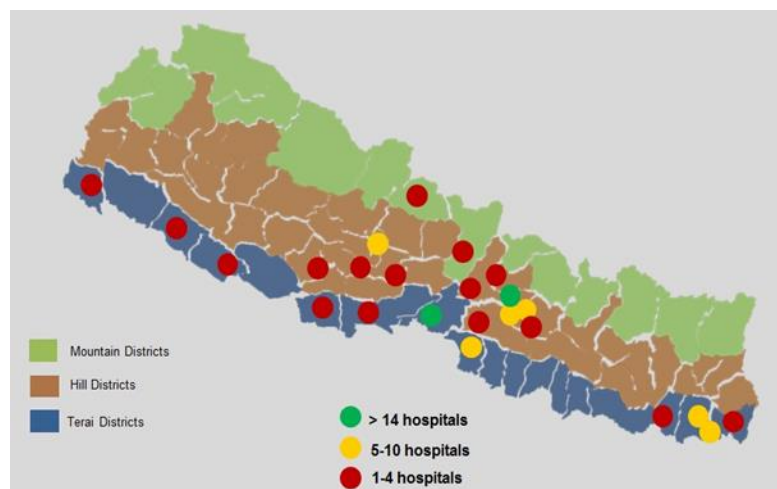 Mountain Districts
Hill Districts
Terai Districts
> 14 hospitals
5-10 hospitals
1-4 hospitals